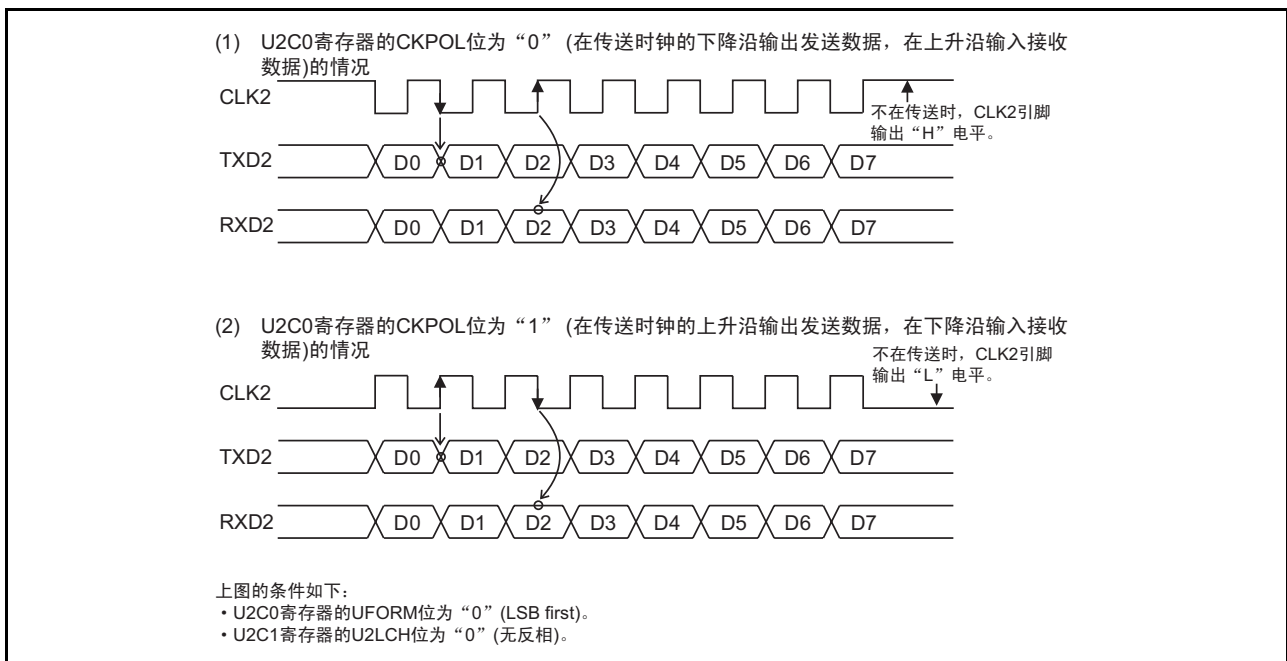 (1) U2C0寄存器的CKPOL位为“0” (在传送时钟的下降沿输出发送数据，在上升沿输入接收
数据)的情况
CLK2
不在传送时，CLK2引脚
输出“H”电平。
TXD2 D0 D1 D2 D3 D4 D5 D6 D7
RXD2 D0 D1 D2 D3 D4 D5 D6 D7
(2) U2C0寄存器的CKPOL位为“1” (在传送时钟的上升沿输出发送数据，在下降沿输入接收
数据)的情况
不在传送时，CLK2引脚
输出“L”电平。
CLK2
TXD2 D0 D1 D2 D3 D4 D5 D6 D7
RXD2 D0 D1 D2 D3 D4 D5 D6 D7
上图的条件如下：
• U2C0寄存器的UFORM位为“0”(LSB first)。
• U2C1寄存器的U2LCH位为“0”(无反相)。